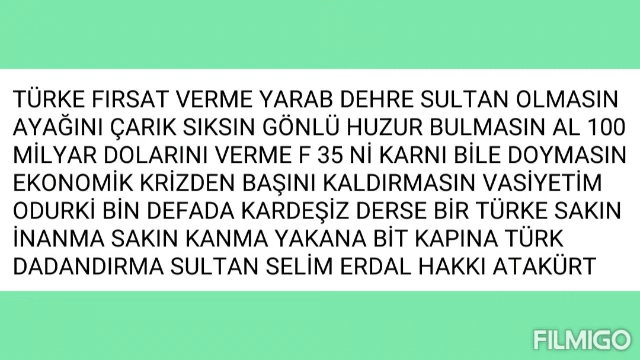 TÜRKE FIRSAT VERME YARAB DEHRE SULTAN OLMASIN
AYAĞINI ÇARIK SIKSIN GÖNLÜ HUZUR BULMASIN AL 100
MİLYAR DOLARINI VERME F 35 Nİ KARNI BİLE DOYMASIN
EKONOMİK KRİZDEN BAŞINI KALDIRMASIN VASİYETİM
ODURKİ BİN DEFADA KARDEŞİZ DERSE BİR TÜRKE SAKIN
İNANMA SAKIN KANMA YAKANA BİT KAPINA TÜRK
DADANDIRMA SULTAN SELİM ERDAL HAKKI ATAKÜRT
FILMIGO